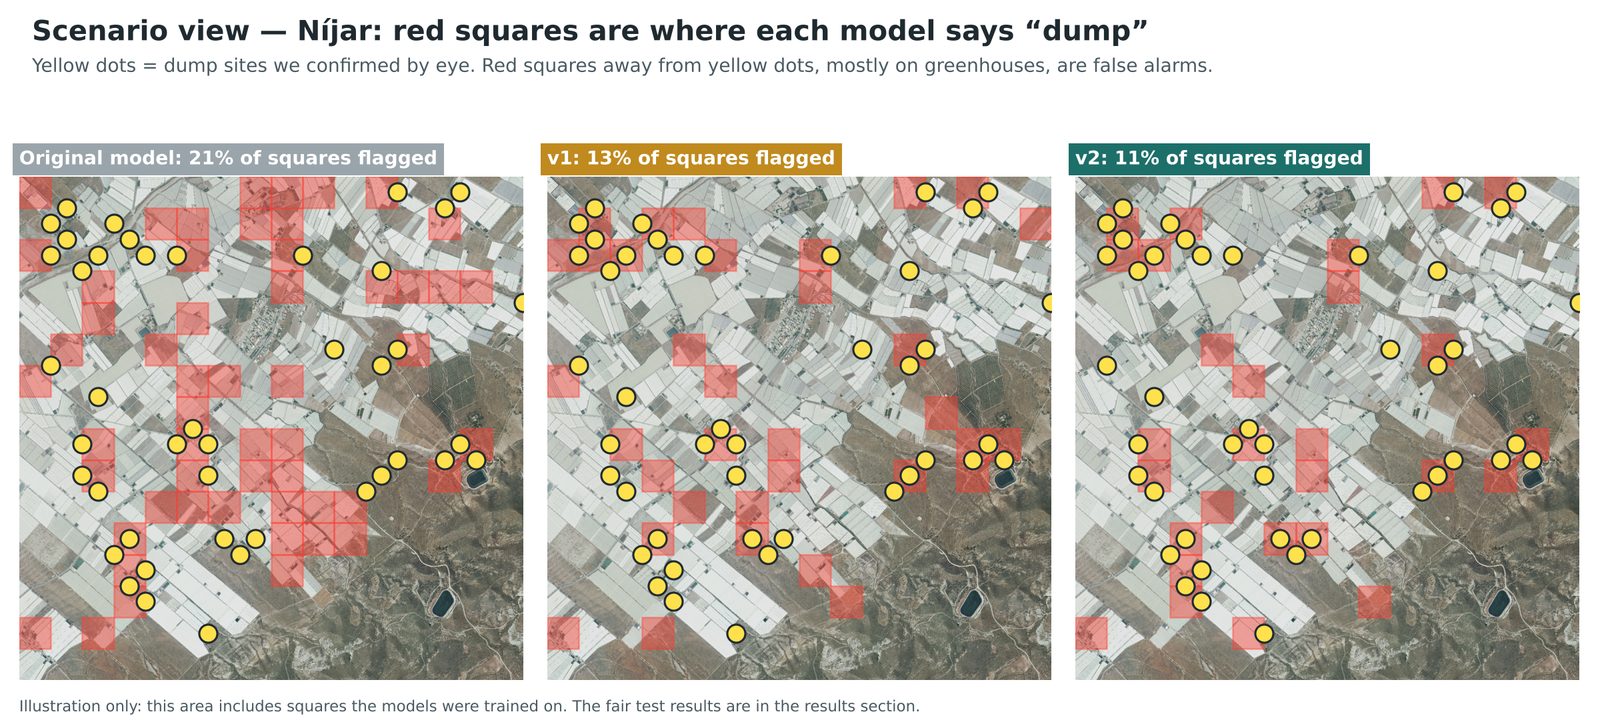 Scenario view — Níjar: red squares are where each model says “dump”
Yellow dots = dump sites we confirmed by eye. Red squares away from yellow dots, mostly on greenhouses, are false alarms.
Original model: 21% of squares flagged
v1: 13% of squares flagged
v2: 11% of squares flagged
Illustration only: this area includes squares the models were trained on. The fair test results are in the results section.